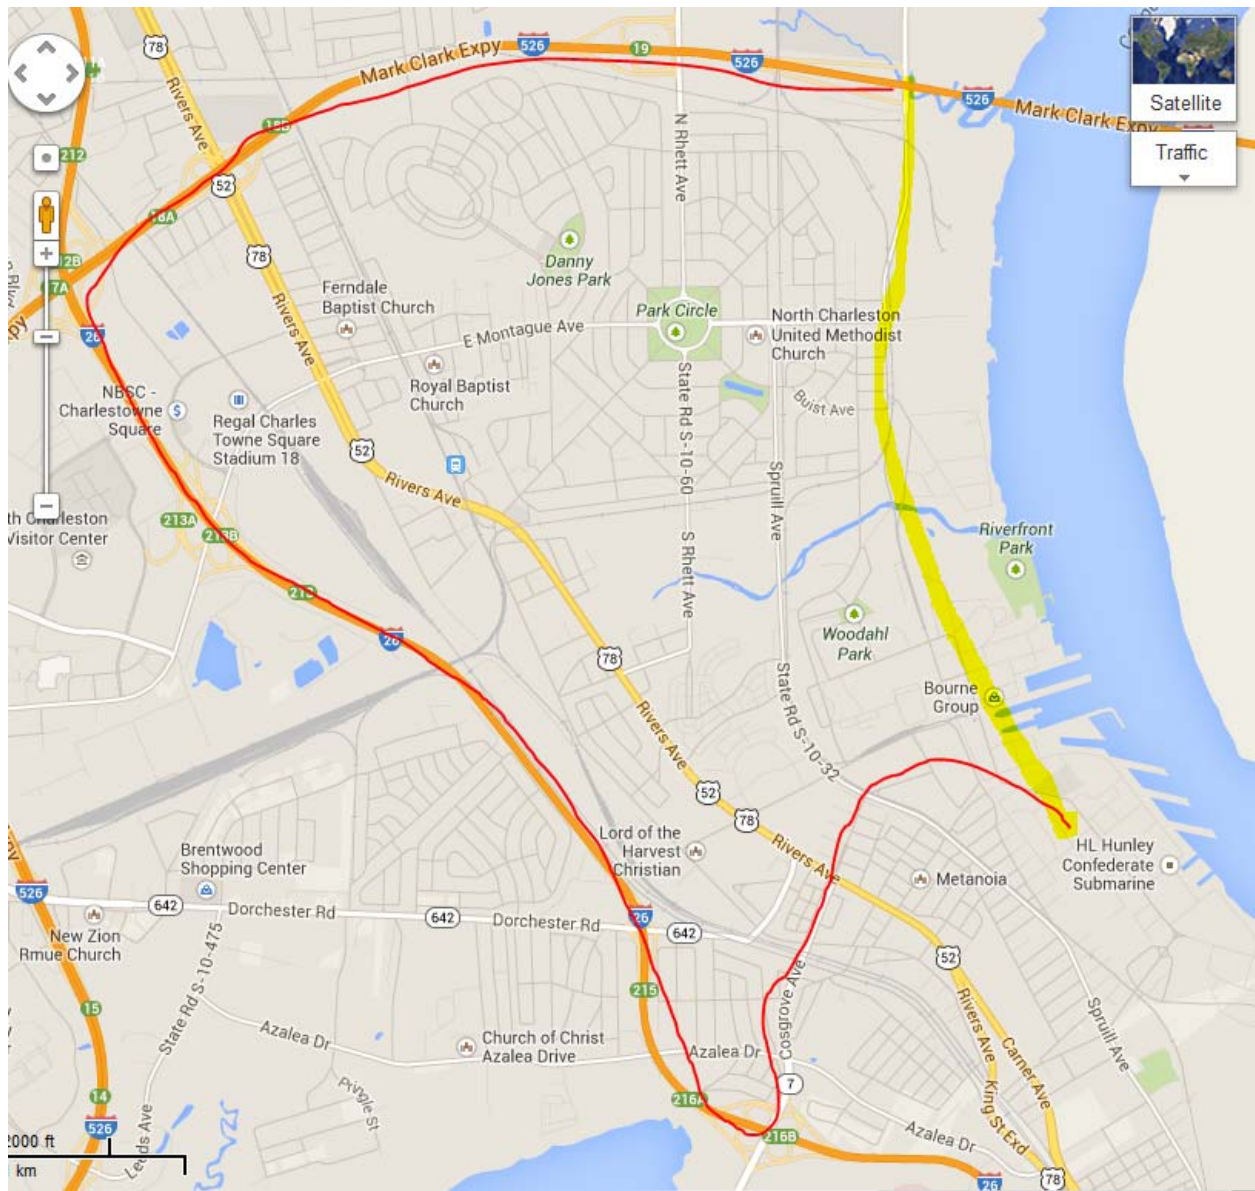 78
526
19
526
Mark Clark Expy
526
Mark Clark Expy
Satellite
Traffic
Rivers Ave
18B
212
52
18A
N Rhett Ave
78
12B
17A
Danny
Jones Park
Ferndale
Baptist Church
Park Circle
North Charleston
United Methodist
Church
E Montague Ave
26
Rivers Ave
Royal Baptist
Church
State Rd S-10-60
Buist Ave
NBSC -
Charlestowne
Square
Regal Charles
Towne Square
Stadium 18
52
Rivers Ave
Spruill Ave
213A
213B
th Charleston
Visitor Center
S Rhett Ave
Riverfront
Park
213
26
Woodahl
Park
78
State Rd S-10-32
Bourne
Group
Rivers Ave
52
78
Rivers Ave
Lord of the
Harvest
Christian
HL Hunley
Confederate
Submarine
Brentwood
Shopping Center
Metanoia
526
642
Dorchester Rd
642
Dorchester Rd
26
642
New Zion
Rmue Church
State Rd S-10-475
52
215
Cosgrove Ave
Rivers Ave
Carner Ave
Spruill Ave
15
Azalea Dr
Church of Christ
Azalea Drive
Azalea Dr
Pringle St
7
King St Exd
14
216A
526
216B
Azalea Dr
Leeds Ave
2000 ft
km
26
78